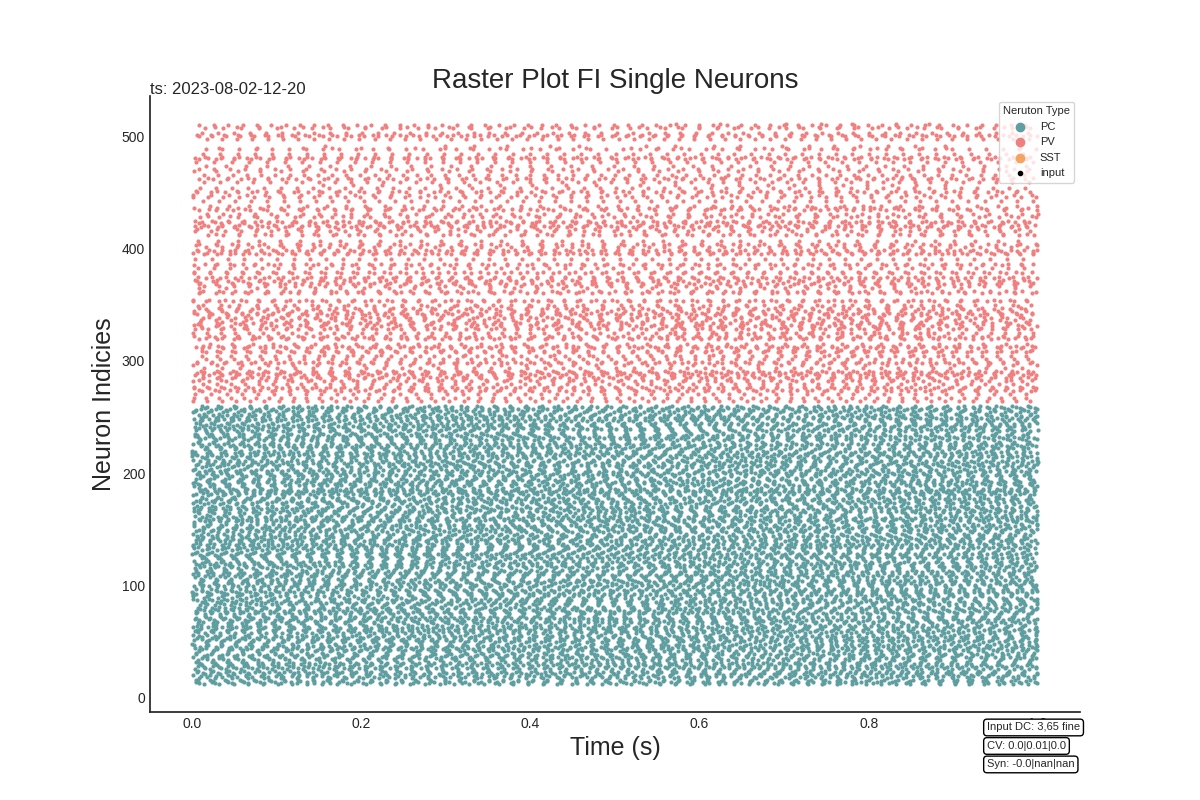 Raster Plot FI Single Neurons
ts: 2023-08-02-12-20
Neruton Type
PC
PV
SST
input
500
400
300
200
100
0
Neuron Indicies
0.0 0.2 0.4 0.6 0.8
Time (s)
Input DC: 3,65 fine
CV: 0.0|0.01|0.0
Syn: -0.0|nan|nan